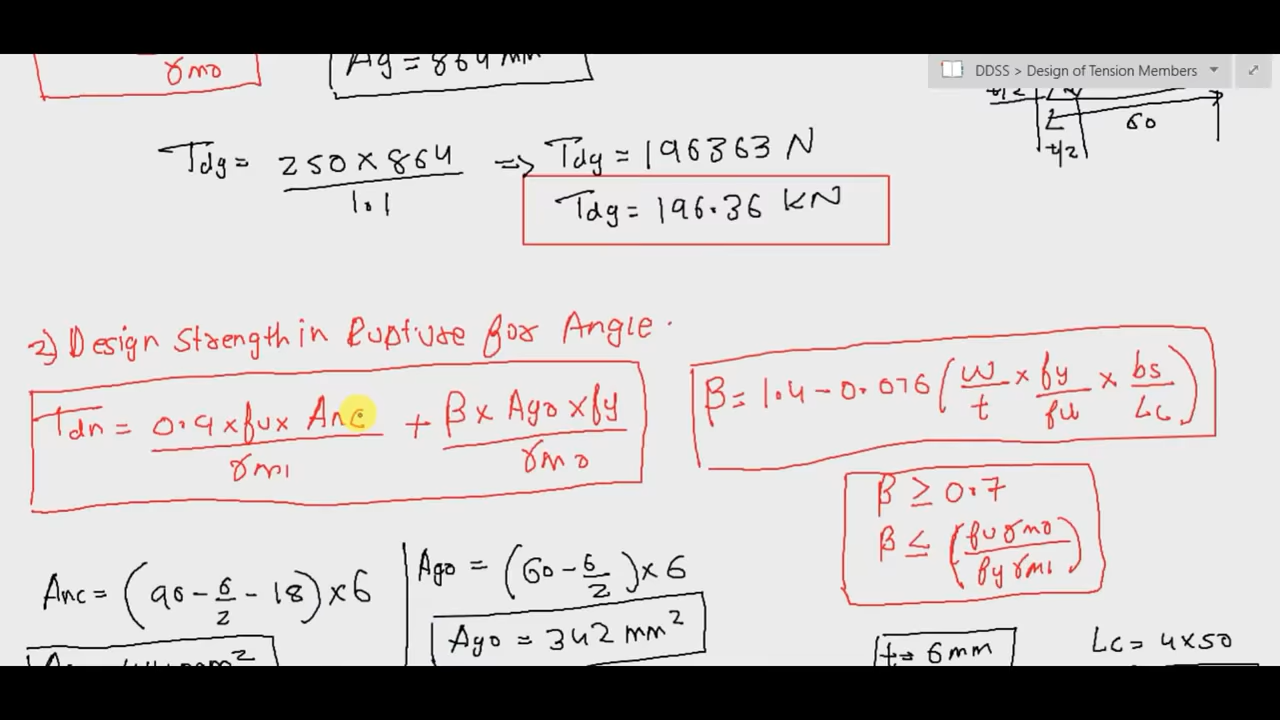 γm0
Ag = 864 mm
DDSS > Design of Tension Members
60
t/2
Tdg = 250 × 864 / 1.1 => Tdg = 196363 N
Tdg = 196.36 KN
2) Design Strength in Rupture for Angle.
Tdn = 0.9 × fu × Anc / γm1 + β × Ago × fy / γm0
β = 1.4 - 0.076 (w/t × fy/fu × bs/Lc)
β ≥ 0.7
β ≤ (fu γm0 / fy γm1)
Anc = (90 - 6/2 - 18) × 6
Ago = (60 - 6/2) × 6
Ago = 342 mm²
t → 6 mm
Lc = 4 × 50